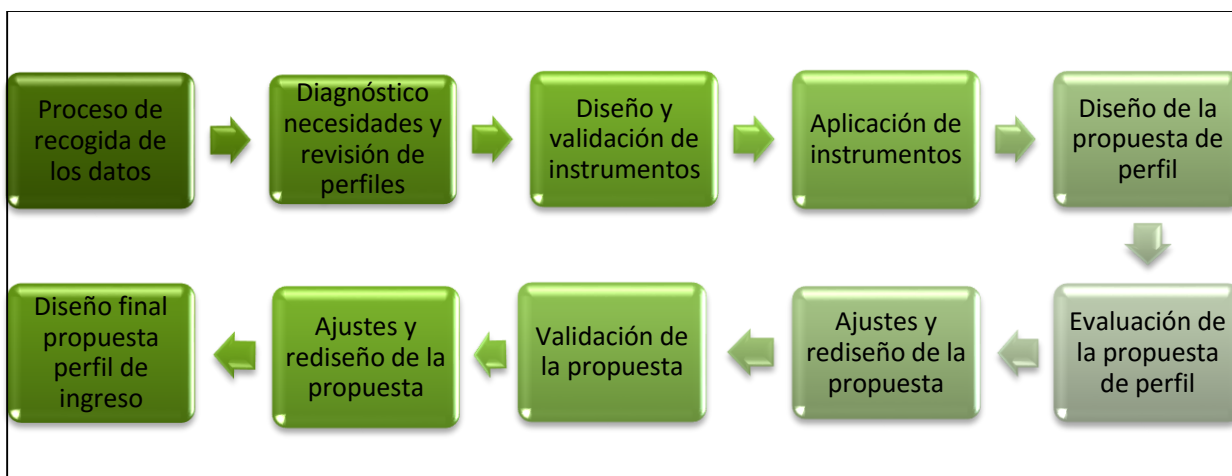 Proceso de
recogida de
los datos
Diagnóstico
necesidades y
revisión de
perfiles
Diseño y
validación de
instrumentos
Aplicación de
instrumentos
Diseño de la
propuesta de
perfil
Evaluación de
la propuesta
de perfil
Ajustes y
rediseño de la
propuesta
Validación de
la propuesta
Ajustes y
rediseño de la
propuesta
Diseño final
propuesta
perfil de
ingreso